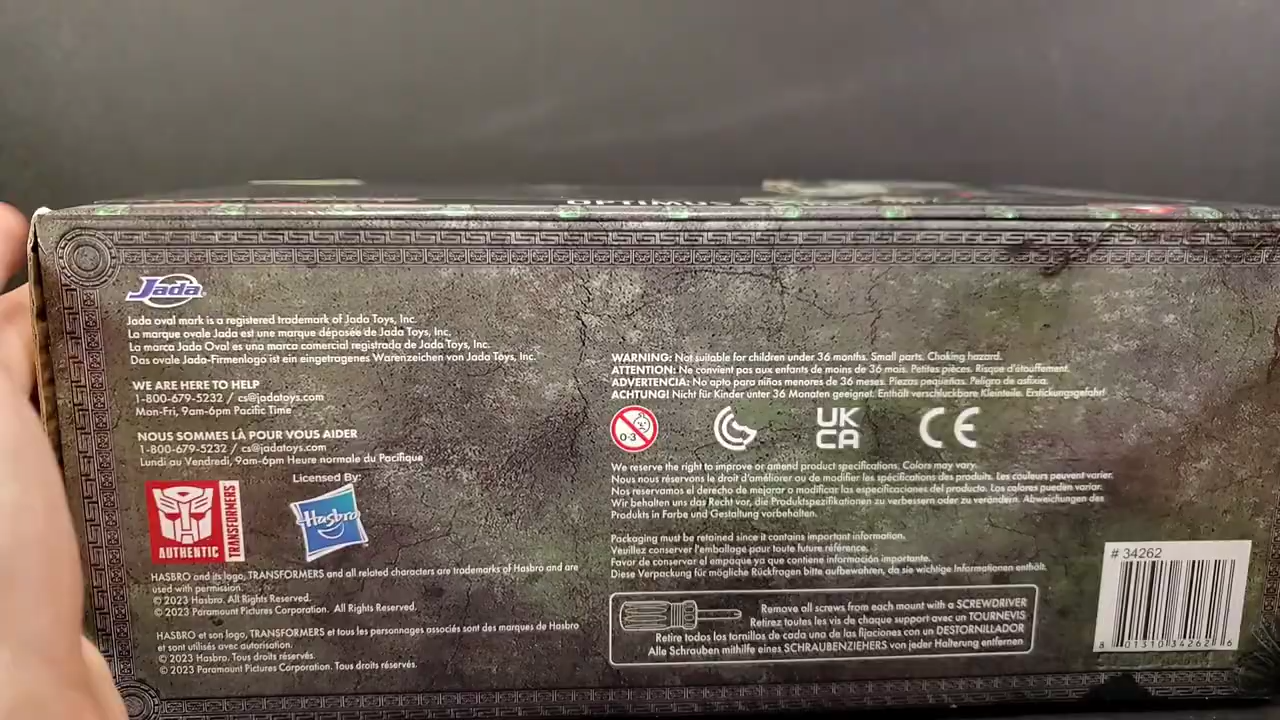 OPTIMUS
Jada
Jada oval mark is a registered trademark of Jada Toys, Inc.
La marque ovale Jada est une marque déposée de Jada Toys, Inc.
La marca Jada Oval es una marca comercial registrada de Jada Toys, Inc.
Das ovale Jada-Firmenlogo ist ein eingetragenes Warenzeichen von Jada Toys, Inc.
WE ARE HERE TO HELP
1-800-679-5232 / cs@jadatoys.com
Mon-Fri, 9am-6pm Pacific Time
NOUS SOMMES LÀ POUR VOUS AIDER
1-800-679-5232 / cs@jadatoys.com
Lundi au Vendredi, 9am-6pm Heure normale du Pacifique
Licensed By:
AUTHENTIC
TRANSFORMERS
Hasbro
HASBRO and its logo, TRANSFORMERS and all related characters are trademarks of Hasbro and are
used with permission.
© 2023 Hasbro. All Rights Reserved.
© 2023 Paramount Pictures Corporation. All Rights Reserved.
HASBRO et son logo, TRANSFORMERS et tous les personnages associés sont des marques de Hasbro
et sont utilisés avec autorisation.
© 2023 Hasbro. Tous droits réservés.
© 2023 Paramount Pictures Corporation. Tous droits réservés.
WARNING: Not suitable for children under 36 months. Small parts. Choking hazard.
ATTENTION: Ne convient pas aux enfants de moins de 36 mois. Petites pièces. Risque d'étouffement.
ADVERTENCIA: No apto para niños menores de 36 meses. Piezas pequeñas. Peligro de asfixia.
ACHTUNG! Nicht für Kinder unter 36 Monaten geeignet. Enthält verschluckbare Kleinteile. Erstickungsgefahr!
0-3
UK
CA
CE
We reserve the right to improve or amend product specifications. Colors may vary.
Nous nous réservons le droit d'améliorer ou de modifier les spécifications des produits. Les couleurs peuvent varier.
Nos reservamos el derecho de mejorar o modificar las especificaciones del producto. Los colores pueden variar.
Wir behalten uns das Recht vor, die Produktspezifikationen zu verbessern oder zu verändern. Abweichungen des
Produkts in Farbe und Gestaltung vorbehalten.
Packaging must be retained since it contains important information.
Veuillez conserver l'emballage pour toute future référence.
Favor de conservar el empaque ya que contiene información importante.
Diese Verpackung für mögliche Rückfragen bitte aufbewahren, da sie wichtige Informationen enthält.
Remove all screws from each mount with a SCREWDRIVER
Retirez toutes les vis de chaque support avec un TOURNEVIS
Retire todos los tornillos de cada una de las fijaciones con un DESTORNILLADOR
Alle Schrauben mithilfe eines SCHRAUBENZIEHERS von jeder Halterung entfernen
# 34262
8 01310 34262 6